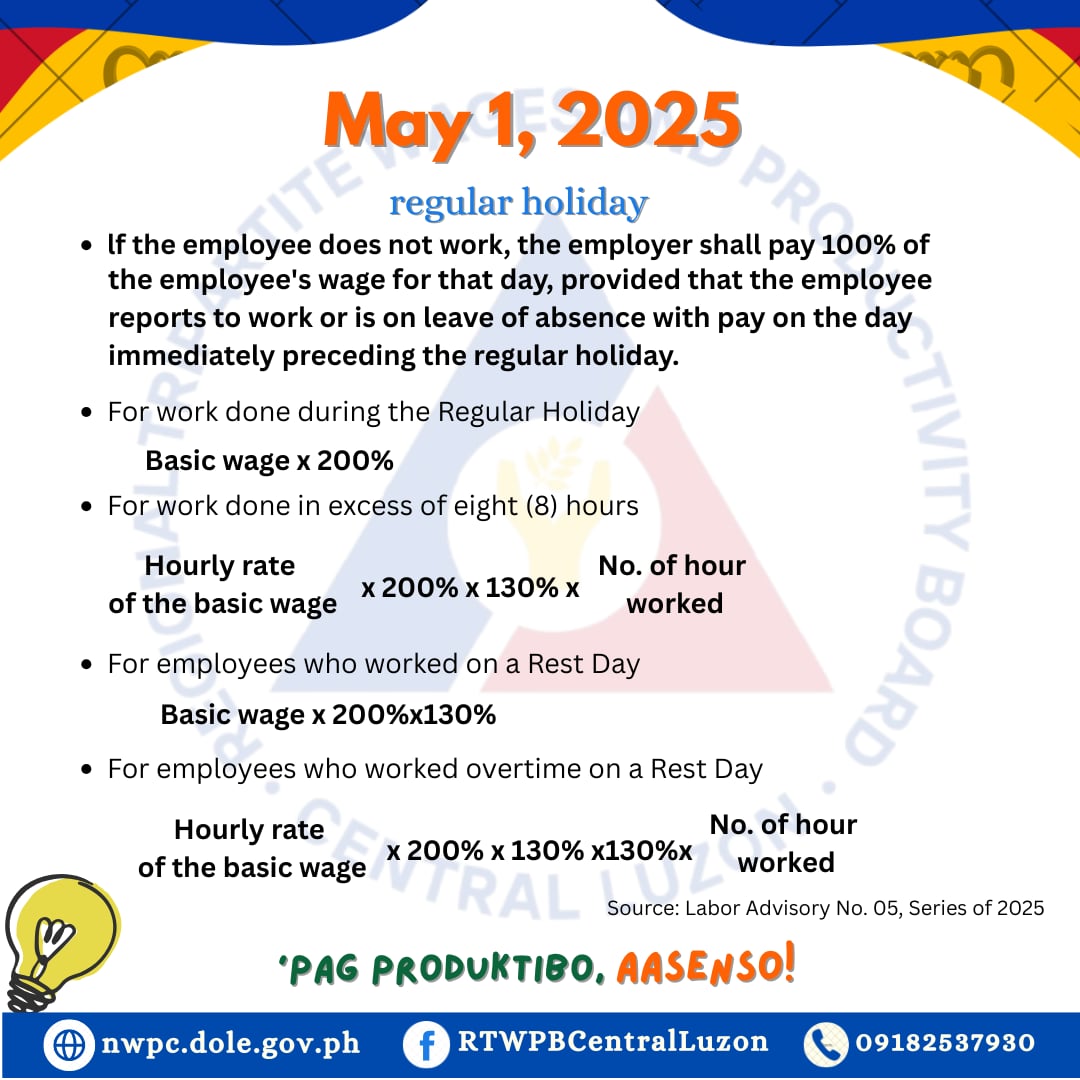 May 1, 2025
regular holiday
• If the employee does not work, the employer shall pay 100% of
the employee's wage for that day, provided that the employee
reports to work or is on leave of absence with pay on the day
immediately preceding the regular holiday.
• For work done during the Regular Holiday
Basic wage x 200%
• For work done in excess of eight (8) hours
Hourly rate
of the basic wage
x 200% x 130% x
No. of hour
worked
• For employees who worked on a Rest Day
Basic wage x 200%x130%
• For employees who worked overtime on a Rest Day
Hourly rate
of the basic wage
x 200% x 130% x130%x
No. of hour
worked
Source: Labor Advisory No. 05, Series of 2025
'PAG PRODUKTIBO, AASENSO!
nwpc.dole.gov.ph
RTWPBCentralLuzon
09182537930
REGIONAL TRIPARTITE WAGES AND PRODUCTIVITY BOARD
• CENTRAL LUZON •